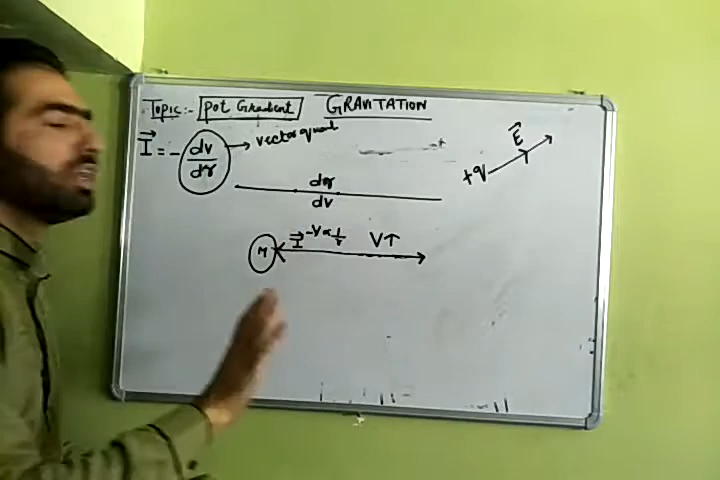 Topic:- Pot Gradient GRAVITATION
I⃗ = - dv/dr → vector quant
dr
dv
E⃗
+q
M I⃗ -V∝ 1/r V↑